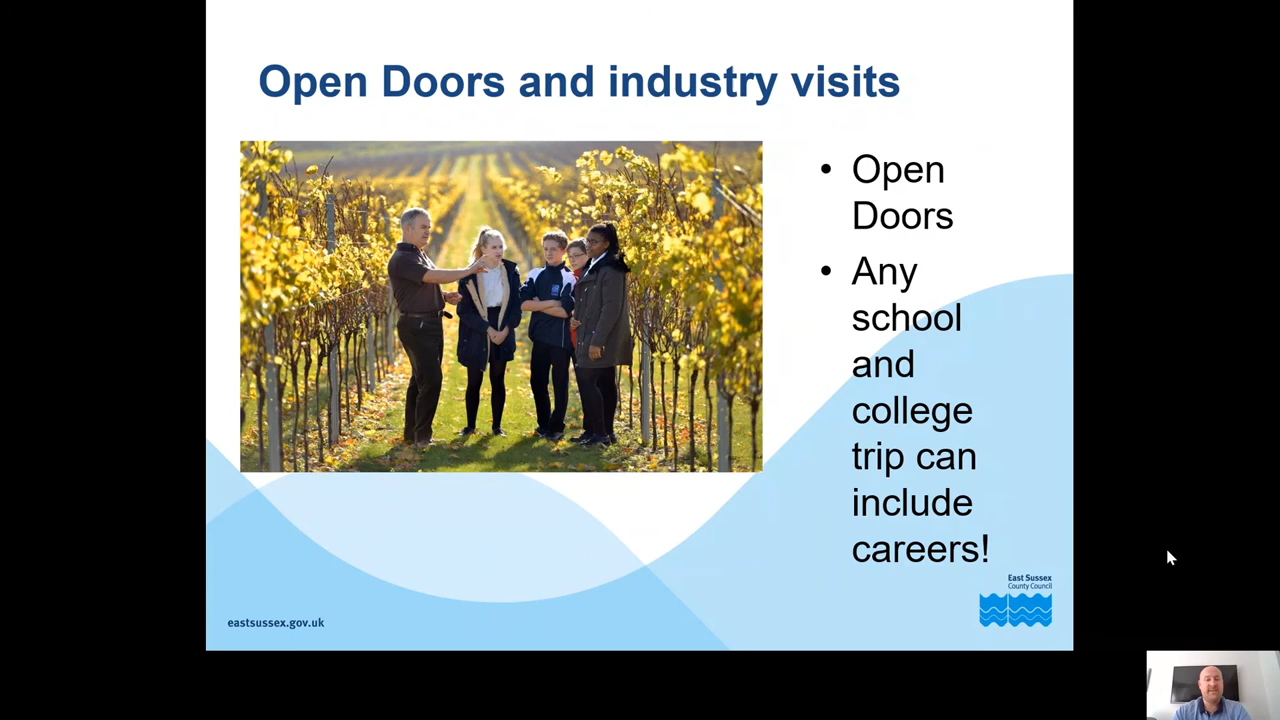 Open Doors and industry visits
• Open
Doors
• Any
school
and
college
trip can
include
careers!
East Sussex
County Council
eastsussex.gov.uk